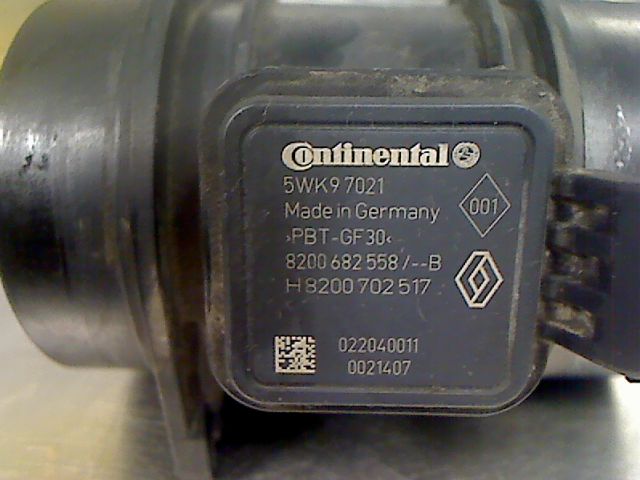 Continental
5WK9 7021
Made in Germany
001
›PBT-GF30‹
8200 682 558 /--B
H 8200 702 517
022040011
0021407